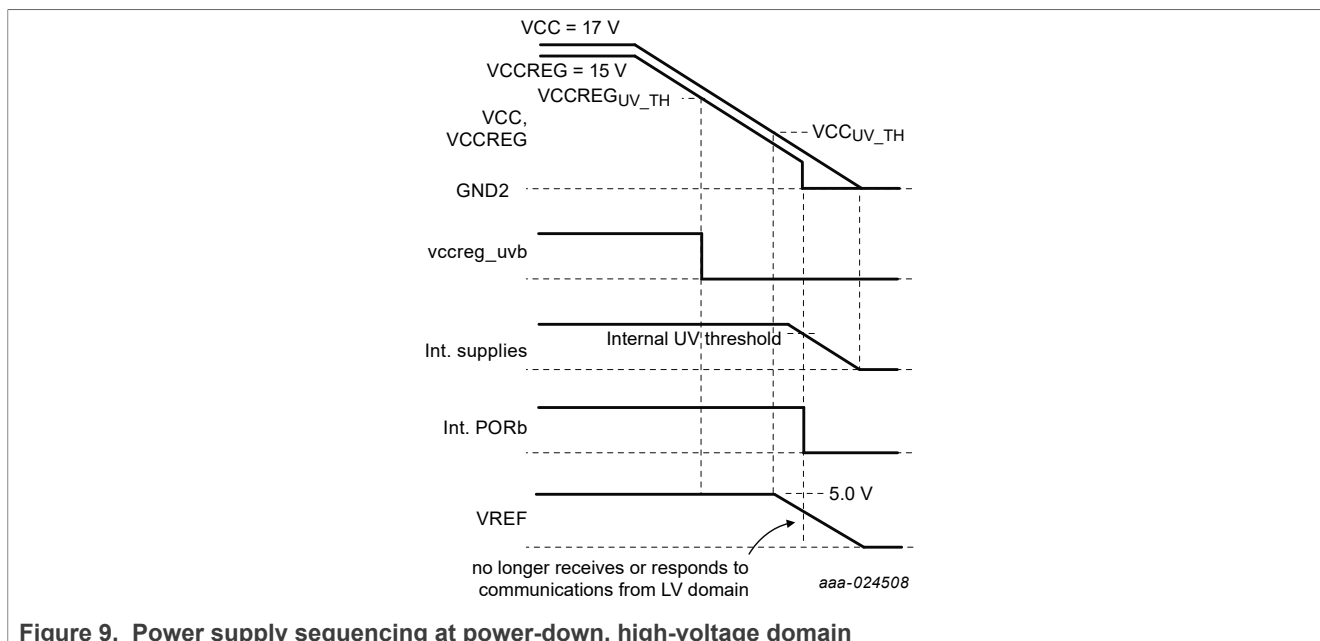 VCC = 17 V
VCCREG = 15 V
VCCREGUV_TH
VCC,
VCCREG
VCCUV_TH
GND2
vccreg_uvb
Internal UV threshold
Int. supplies
Int. PORb
5.0 V
VREF
no longer receives or responds to
communications from LV domain
aaa-024508
Figure 9. Power supply sequencing at power-down, high-voltage domain